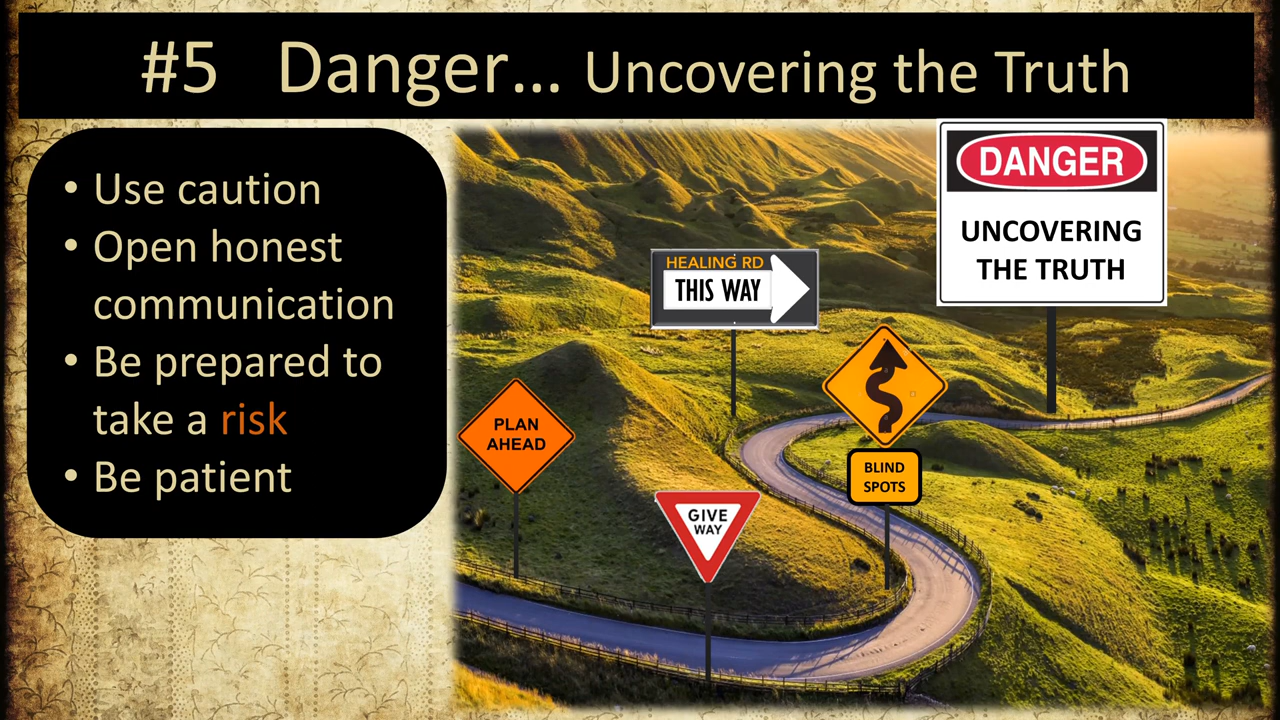 #5 Danger... Uncovering the Truth
• Use caution
• Open honest
communication
• Be prepared to
take a risk
• Be patient
DANGER
UNCOVERING
THE TRUTH
HEALING RD
THIS WAY
PLAN
AHEAD
BLIND
SPOTS
GIVE
WAY